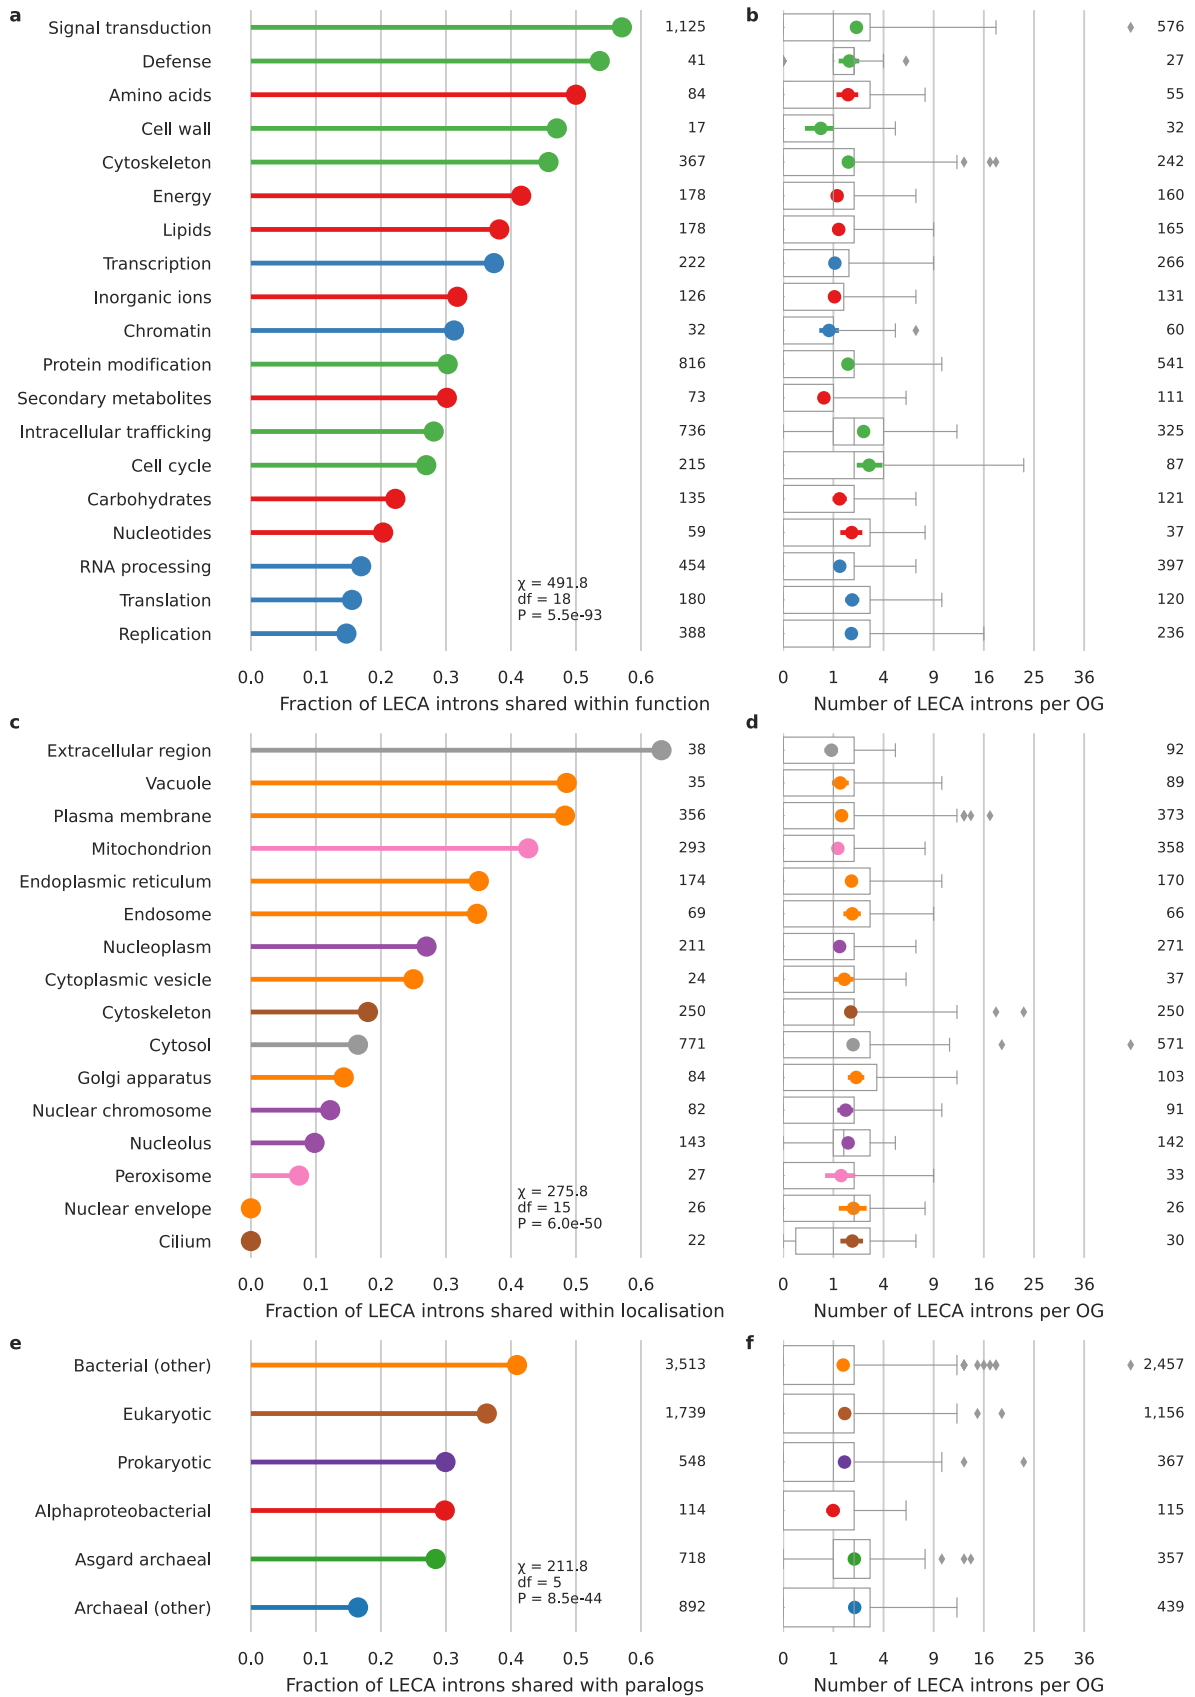 a
b
Signal transduction 1,125 576
Defense 41 27
Amino acids 84 55
Cell wall 17 32
Cytoskeleton 367 242
Energy 178 160
Lipids 178 165
Transcription 222 266
Inorganic ions 126 131
Chromatin 32 60
Protein modification 816 541
Secondary metabolites 73 111
Intracellular trafficking 736 325
Cell cycle 215 87
Carbohydrates 135 121
Nucleotides 59 37
RNA processing 454 397
Translation 180 120
Replication 388 236
χ = 491.8
df = 18
P = 5.5e-93
0.0 0.1 0.2 0.3 0.4 0.5 0.6
Fraction of LECA introns shared within function
0 1 4 9 16 25 36
Number of LECA introns per OG
c
d
Extracellular region 38 92
Vacuole 35 89
Plasma membrane 356 373
Mitochondrion 293 358
Endoplasmic reticulum 174 170
Endosome 69 66
Nucleoplasm 211 271
Cytoplasmic vesicle 24 37
Cytoskeleton 250 250
Cytosol 771 571
Golgi apparatus 84 103
Nuclear chromosome 82 91
Nucleolus 143 142
Peroxisome 27 33
Nuclear envelope 26 26
Cilium 22 30
χ = 275.8
df = 15
P = 6.0e-50
0.0 0.1 0.2 0.3 0.4 0.5 0.6
Fraction of LECA introns shared within localisation
0 1 4 9 16 25 36
Number of LECA introns per OG
e
f
Bacterial (other) 3,513 2,457
Eukaryotic 1,739 1,156
Prokaryotic 548 367
Alphaproteobacterial 114 115
Asgard archaeal 718 357
Archaeal (other) 892 439
χ = 211.8
df = 5
P = 8.5e-44
0.0 0.1 0.2 0.3 0.4 0.5 0.6
Fraction of LECA introns shared with paralogs
0 1 4 9 16 25 36
Number of LECA introns per OG